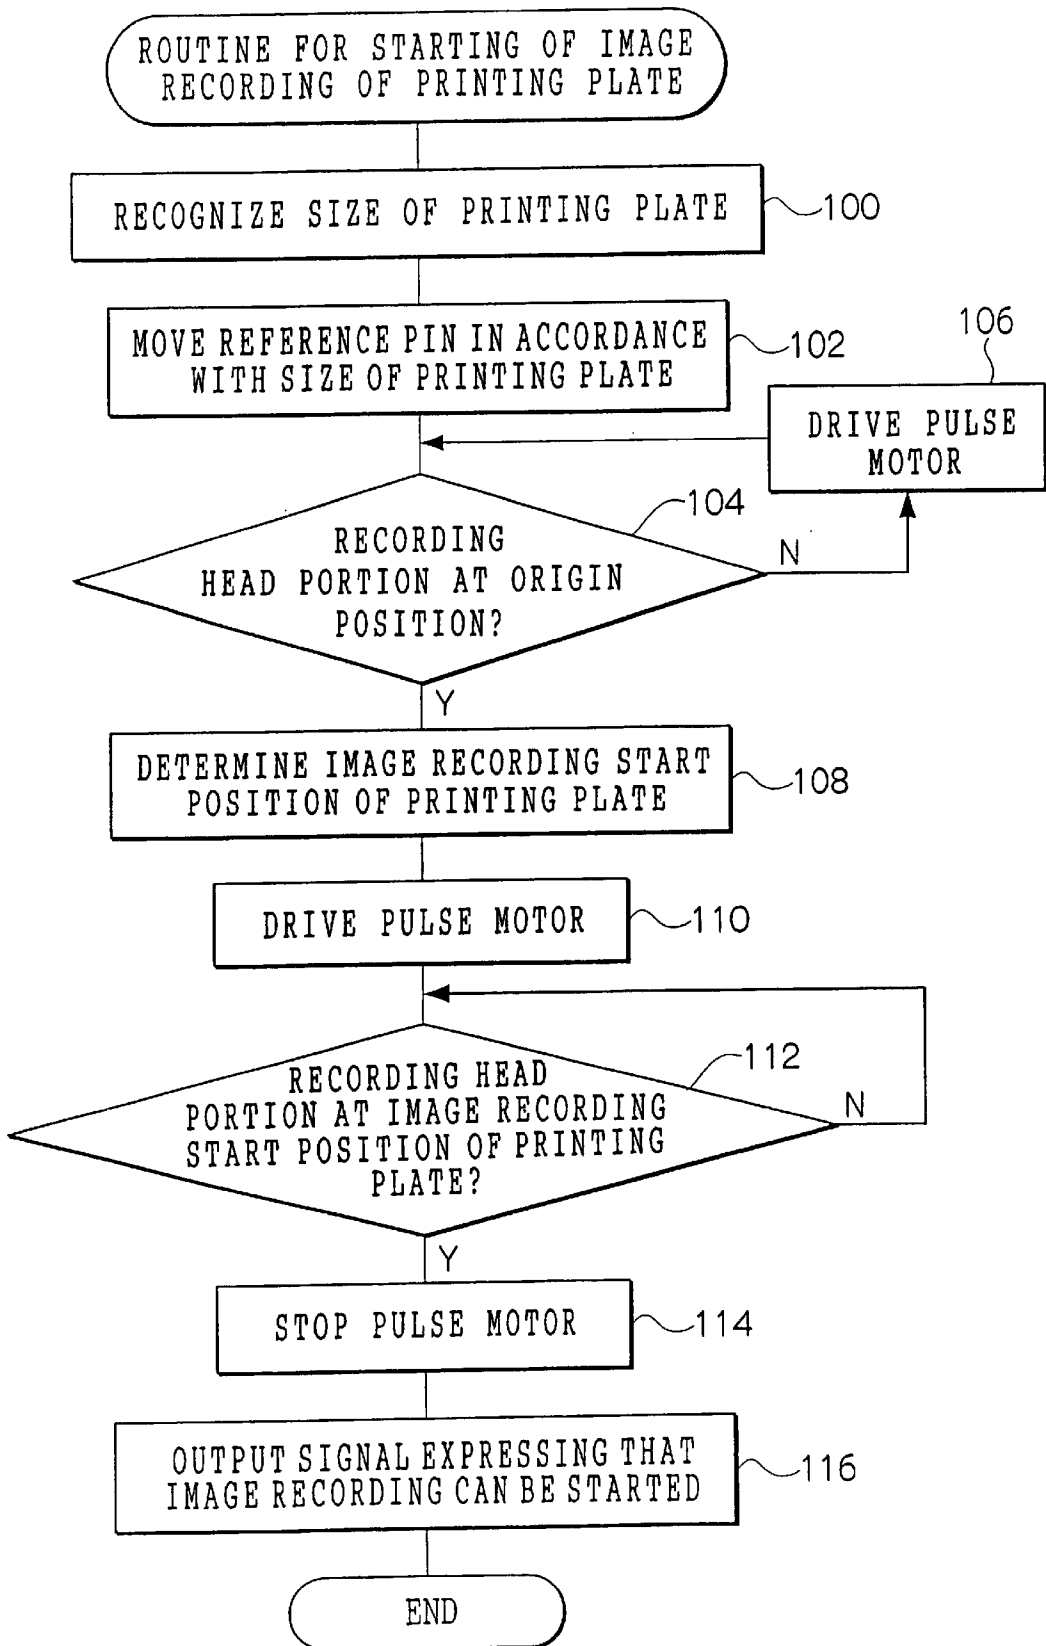 ROUTINE FOR STARTING OF IMAGE
RECORDING OF PRINTING PLATE
RECOGNIZE SIZE OF PRINTING PLATE
100
MOVE REFERENCE PIN IN ACCORDANCE
WITH SIZE OF PRINTING PLATE
102
106
DRIVE PULSE
MOTOR
104
RECORDING
HEAD PORTION AT ORIGIN
POSITION?
N
Y
DETERMINE IMAGE RECORDING START
POSITION OF PRINTING PLATE
108
DRIVE PULSE MOTOR
110
112
RECORDING HEAD
PORTION AT IMAGE RECORDING
START POSITION OF PRINTING
PLATE?
N
Y
STOP PULSE MOTOR
114
OUTPUT SIGNAL EXPRESSING THAT
IMAGE RECORDING CAN BE STARTED
116
END